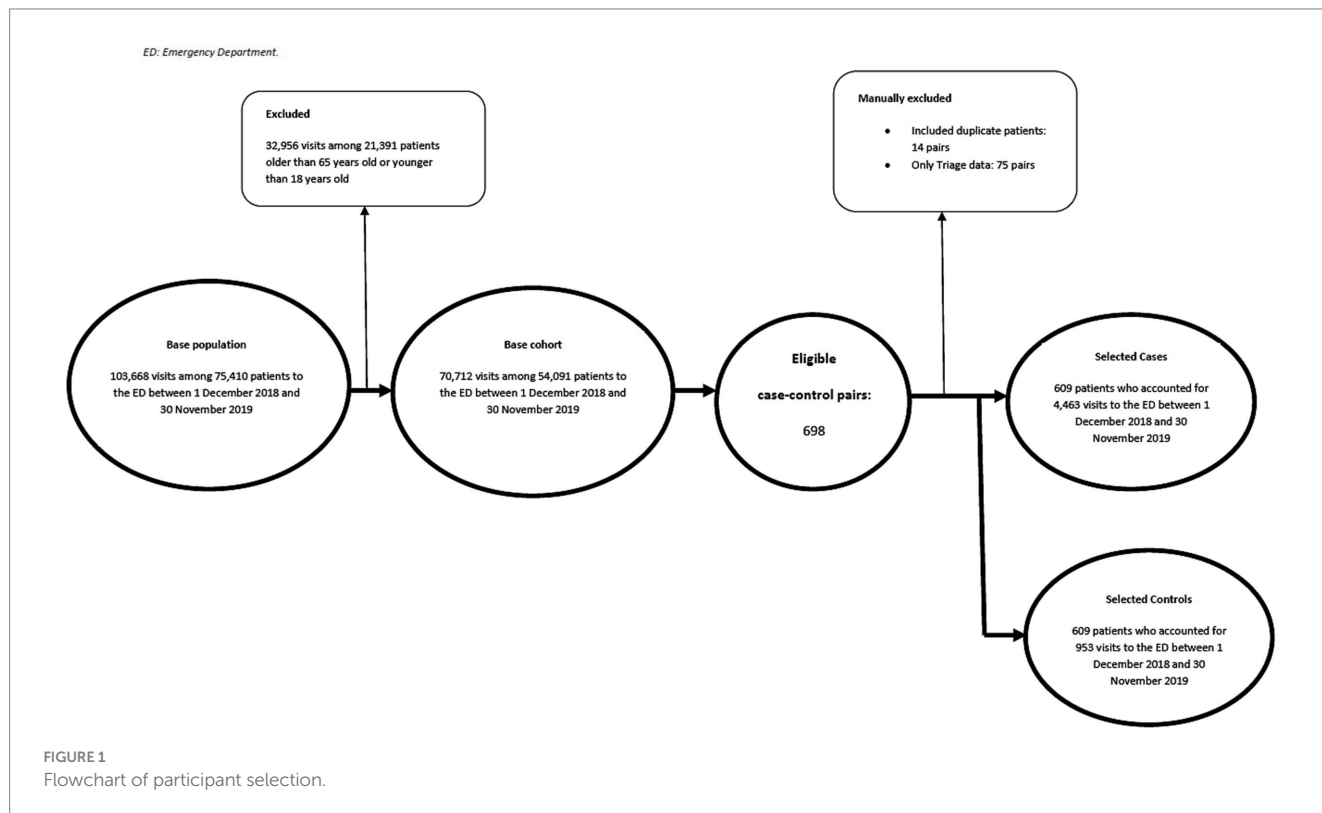 ED: Emergency Department.
Excluded
32,956 visits among 21,391 patients
older than 65 years old or younger
than 18 years old
Manually excluded
• Included duplicate patients:
14 pairs
• Only Triage data: 75 pairs
Base population
103,668 visits among 75,410 patients to
the ED between 1 December 2018 and
30 November 2019
Base cohort
70,712 visits among 54,091 patients to
the ED between 1 December 2018 and
30 November 2019
Eligible
case-control pairs:
698
Selected Cases
609 patients who accounted for
4,463 visits to the ED between 1
December 2018 and 30
November 2019
Selected Controls
609 patients who accounted for
953 visits to the ED between 1
December 2018 and 30
November 2019
FIGURE 1
Flowchart of participant selection.